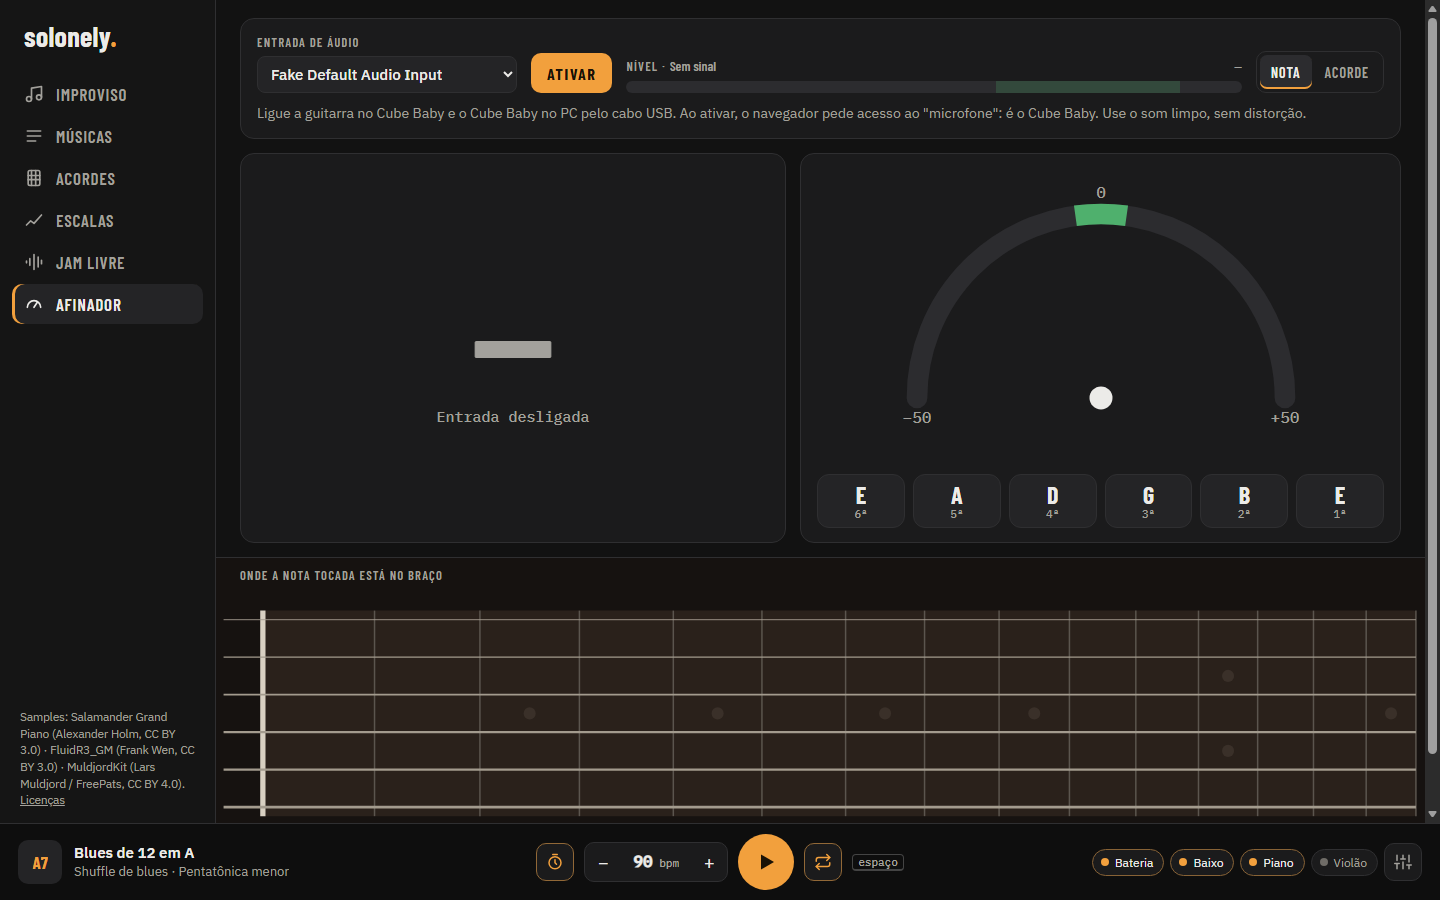 solonely.
IMPROVISO
MÚSICAS
ACORDES
ESCALAS
JAM LIVRE
AFINADOR
Samples: Salamander Grand
Piano (Alexander Holm, CC BY
3.0) · FluidR3_GM (Frank Wen, CC
BY 3.0) · MuldjordKit (Lars
Muldjord / FreePats, CC BY 4.0).
Licenças
ENTRADA DE ÁUDIO
Fake Default Audio Input
ATIVAR
NÍVEL · Sem sinal
–
NOTA
ACORDE
Ligue a guitarra no Cube Baby e o Cube Baby no PC pelo cabo USB. Ao ativar, o navegador pede acesso ao "microfone": é o Cube Baby. Use o som limpo, sem distorção.
—
Entrada desligada
0
−50
+50
E
6ª
A
5ª
D
4ª
G
3ª
B
2ª
E
1ª
ONDE A NOTA TOCADA ESTÁ NO BRAÇO
A7
Blues de 12 em A
Shuffle de blues · Pentatônica menor
− 90 bpm +
espaço
Bateria
Baixo
Piano
Violão